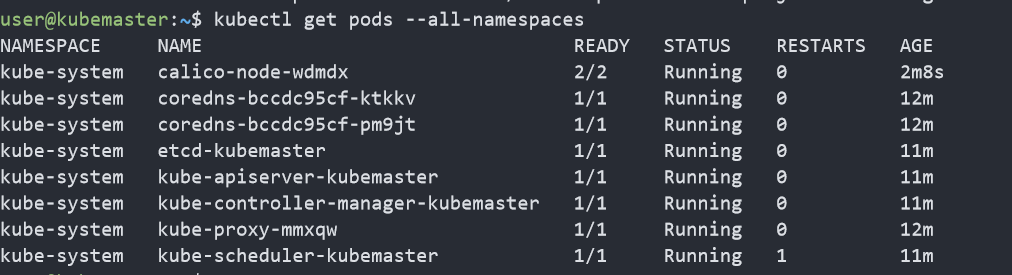 user@kubemaster:~$ kubectl get pods --all-namespaces
NAMESPACE NAME READY STATUS RESTARTS AGE
kube-system calico-node-wdmdx 2/2 Running 0 2m8s
kube-system coredns-bccdc95cf-ktkkv 1/1 Running 0 12m
kube-system coredns-bccdc95cf-pm9jt 1/1 Running 0 12m
kube-system etcd-kubemaster 1/1 Running 0 11m
kube-system kube-apiserver-kubemaster 1/1 Running 0 11m
kube-system kube-controller-manager-kubemaster 1/1 Running 0 11m
kube-system kube-proxy-mmxqw 1/1 Running 0 12m
kube-system kube-scheduler-kubemaster 1/1 Running 1 11m